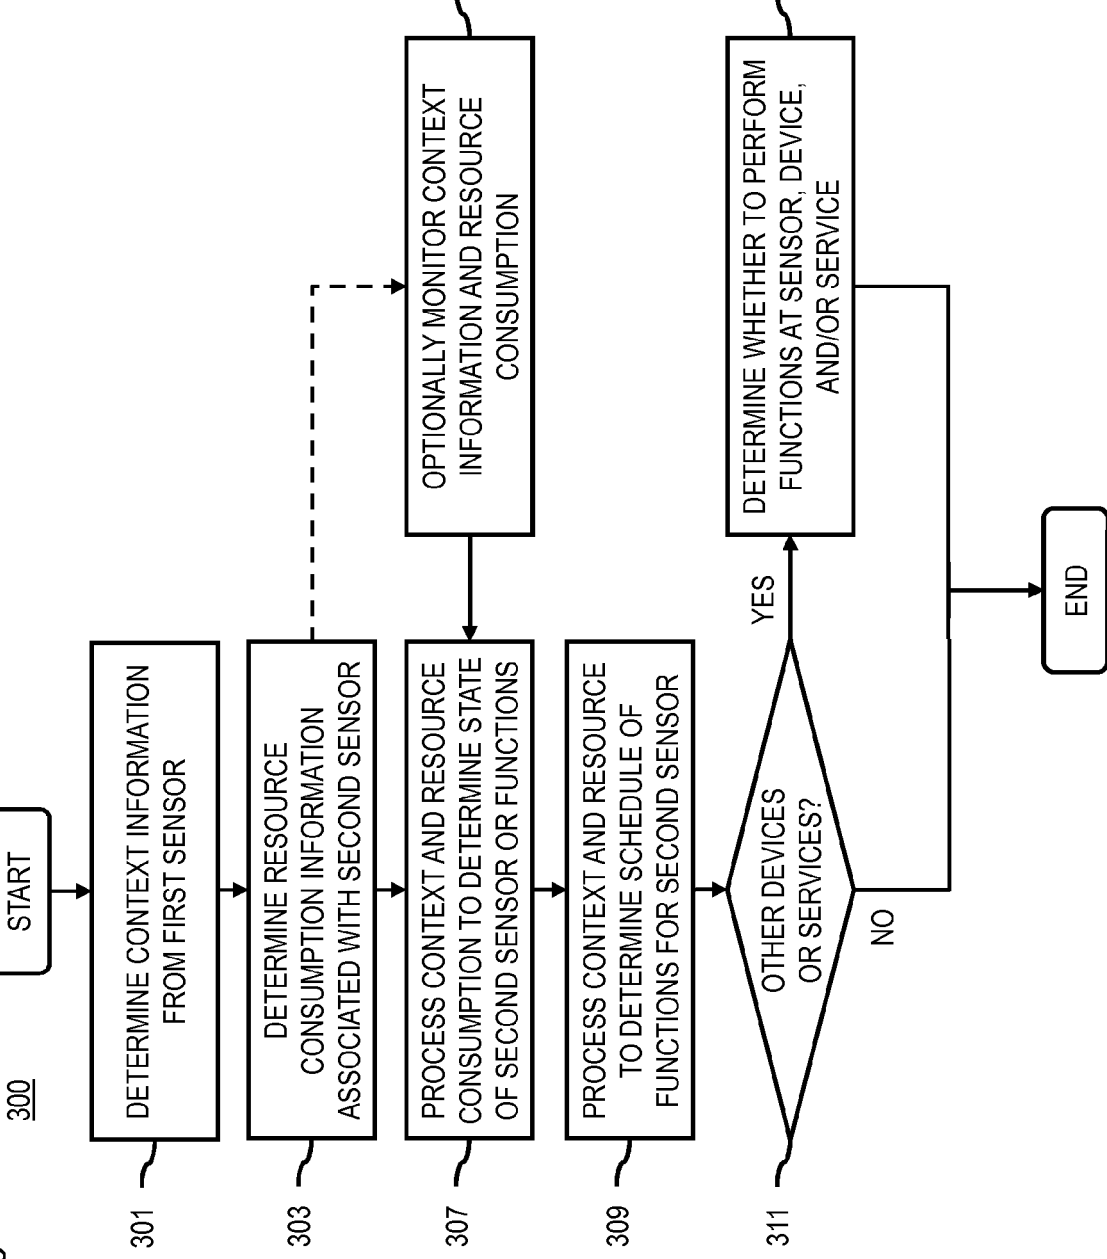 300
START
301
DETERMINE CONTEXT INFORMATION
FROM FIRST SENSOR
303
DETERMINE RESOURCE
CONSUMPTION INFORMATION
ASSOCIATED WITH SECOND SENSOR
OPTIONALLY MONITOR CONTEXT
INFORMATION AND RESOURCE
CONSUMPTION
307
PROCESS CONTEXT AND RESOURCE
CONSUMPTION TO DETERMINE STATE
OF SECOND SENSOR OR FUNCTIONS
309
PROCESS CONTEXT AND RESOURCE
TO DETERMINE SCHEDULE OF
FUNCTIONS FOR SECOND SENSOR
311
OTHER DEVICES
OR SERVICES?
YES
DETERMINE WHETHER TO PERFORM
FUNCTIONS AT SENSOR, DEVICE,
AND/OR SERVICE
NO
END